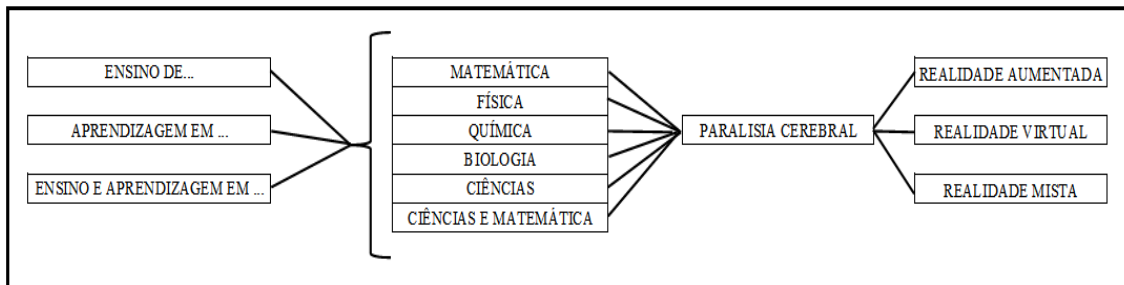 ENSINO DE...
APRENDIZAGEM EM ...
ENSINO E APRENDIZAGEM EM ...
MATEMÁTICA
FÍSICA
QUÍMICA
BIOLOGIA
CIÊNCIAS
CIÊNCIAS E MATEMÁTICA
PARALISIA CEREBRAL
REALIDADE AUMENTADA
REALIDADE VIRTUAL
REALIDADE MISTA